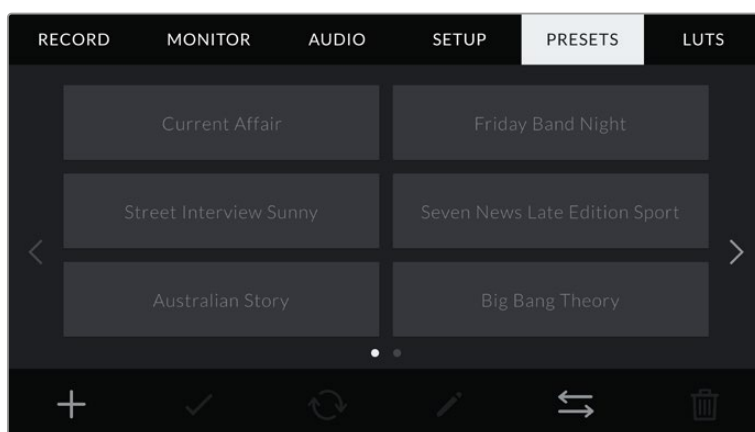 RECORD MONITOR AUDIO SETUP PRESETS LUTS
Current Affair Friday Band Night
Street Interview Sunny Seven News Late Edition Sport
Australian Story Big Bang Theory